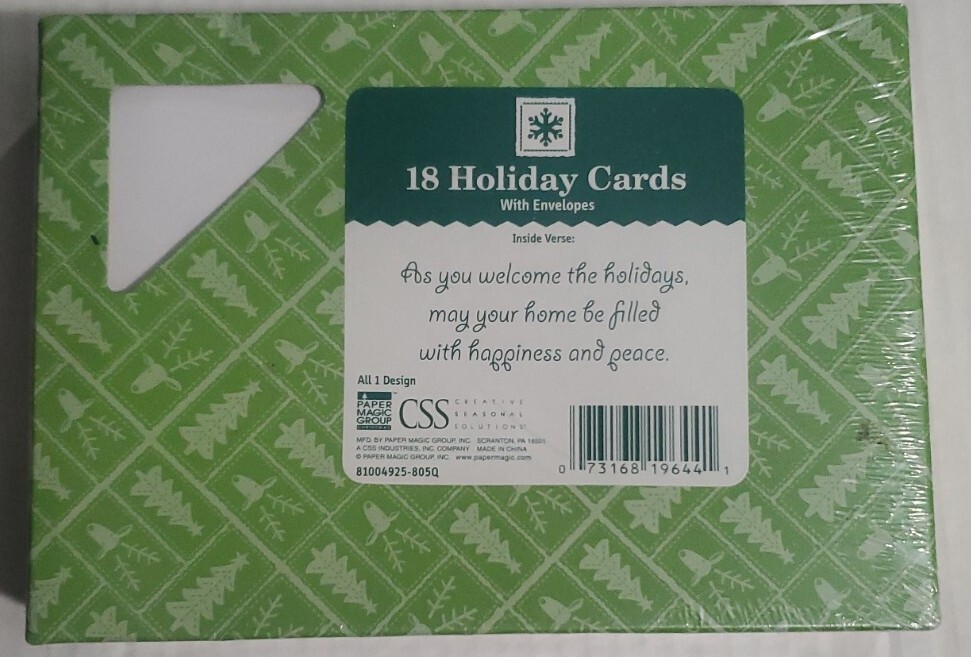 18 Holiday Cards
With Envelopes
Inside Verse:
As you welcome the holidays,
may your home be filled
with happiness and peace.
All 1 Design
PAPER
MAGIC
GROUP
CSS
CREATIVE
SEASONAL
SOLUTIONS
MFD. BY PAPER MAGIC GROUP, INC. SCRANTON, PA
A CSS INDUSTRIES, INC. COMPANY MADE IN CHINA
© PAPER MAGIC GROUP, INC. www.papermagic.com
81004925-805Q
0 73168 19644 1